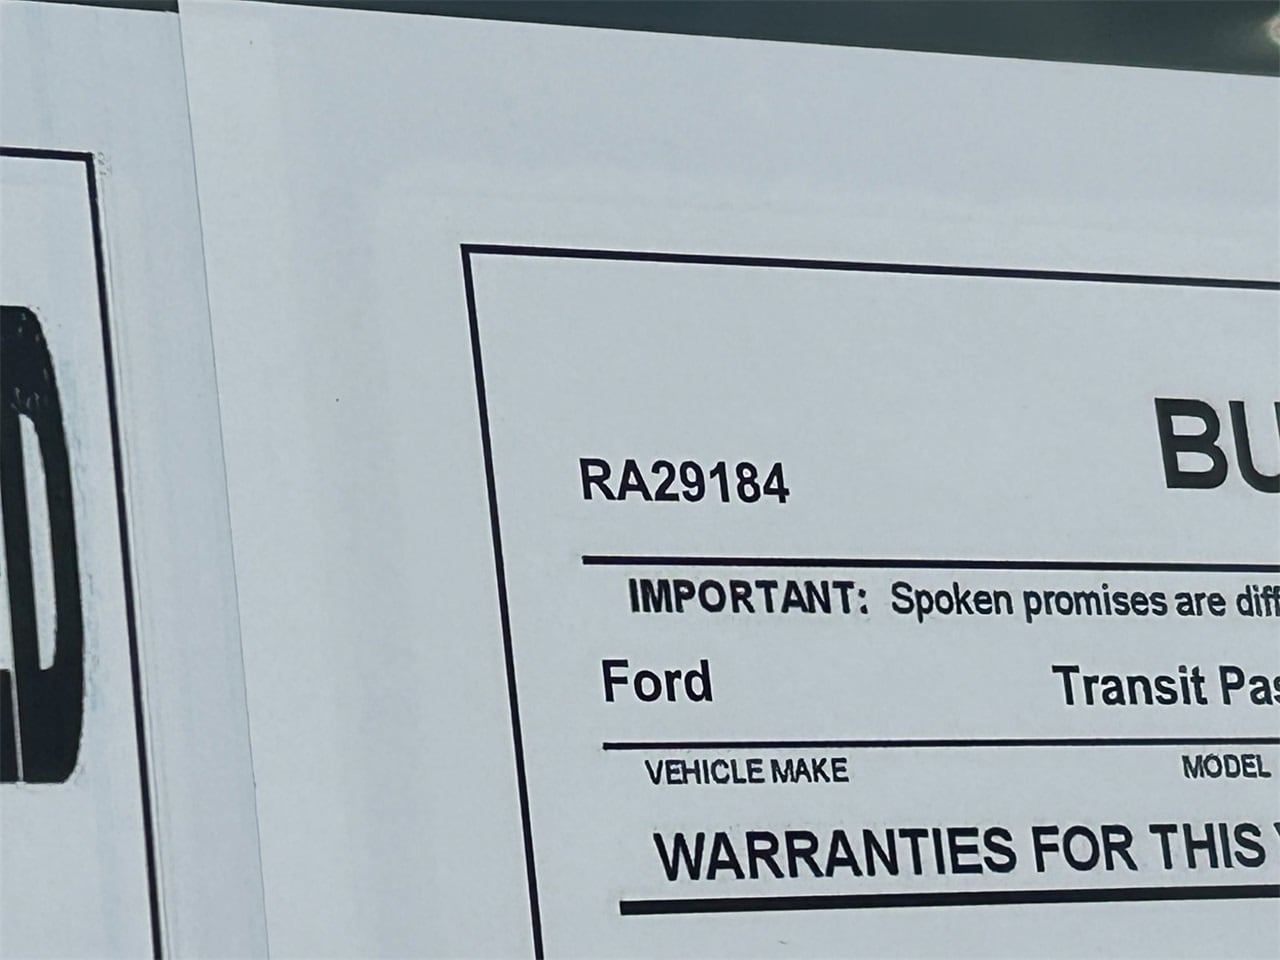 D
BU
RA29184
IMPORTANT: Spoken promises are diff
Ford Transit Pas
VEHICLE MAKE MODEL
WARRANTIES FOR THIS